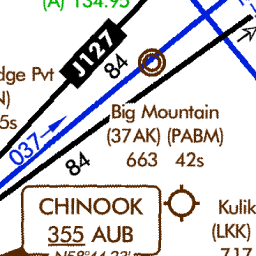 (A) 134.95
J127
84
dge Pvt
N)
5s
037
84
Big Mountain
(37AK) (PABM)
663 42s
CHINOOK
355 AUB
Kulik
(LKK)